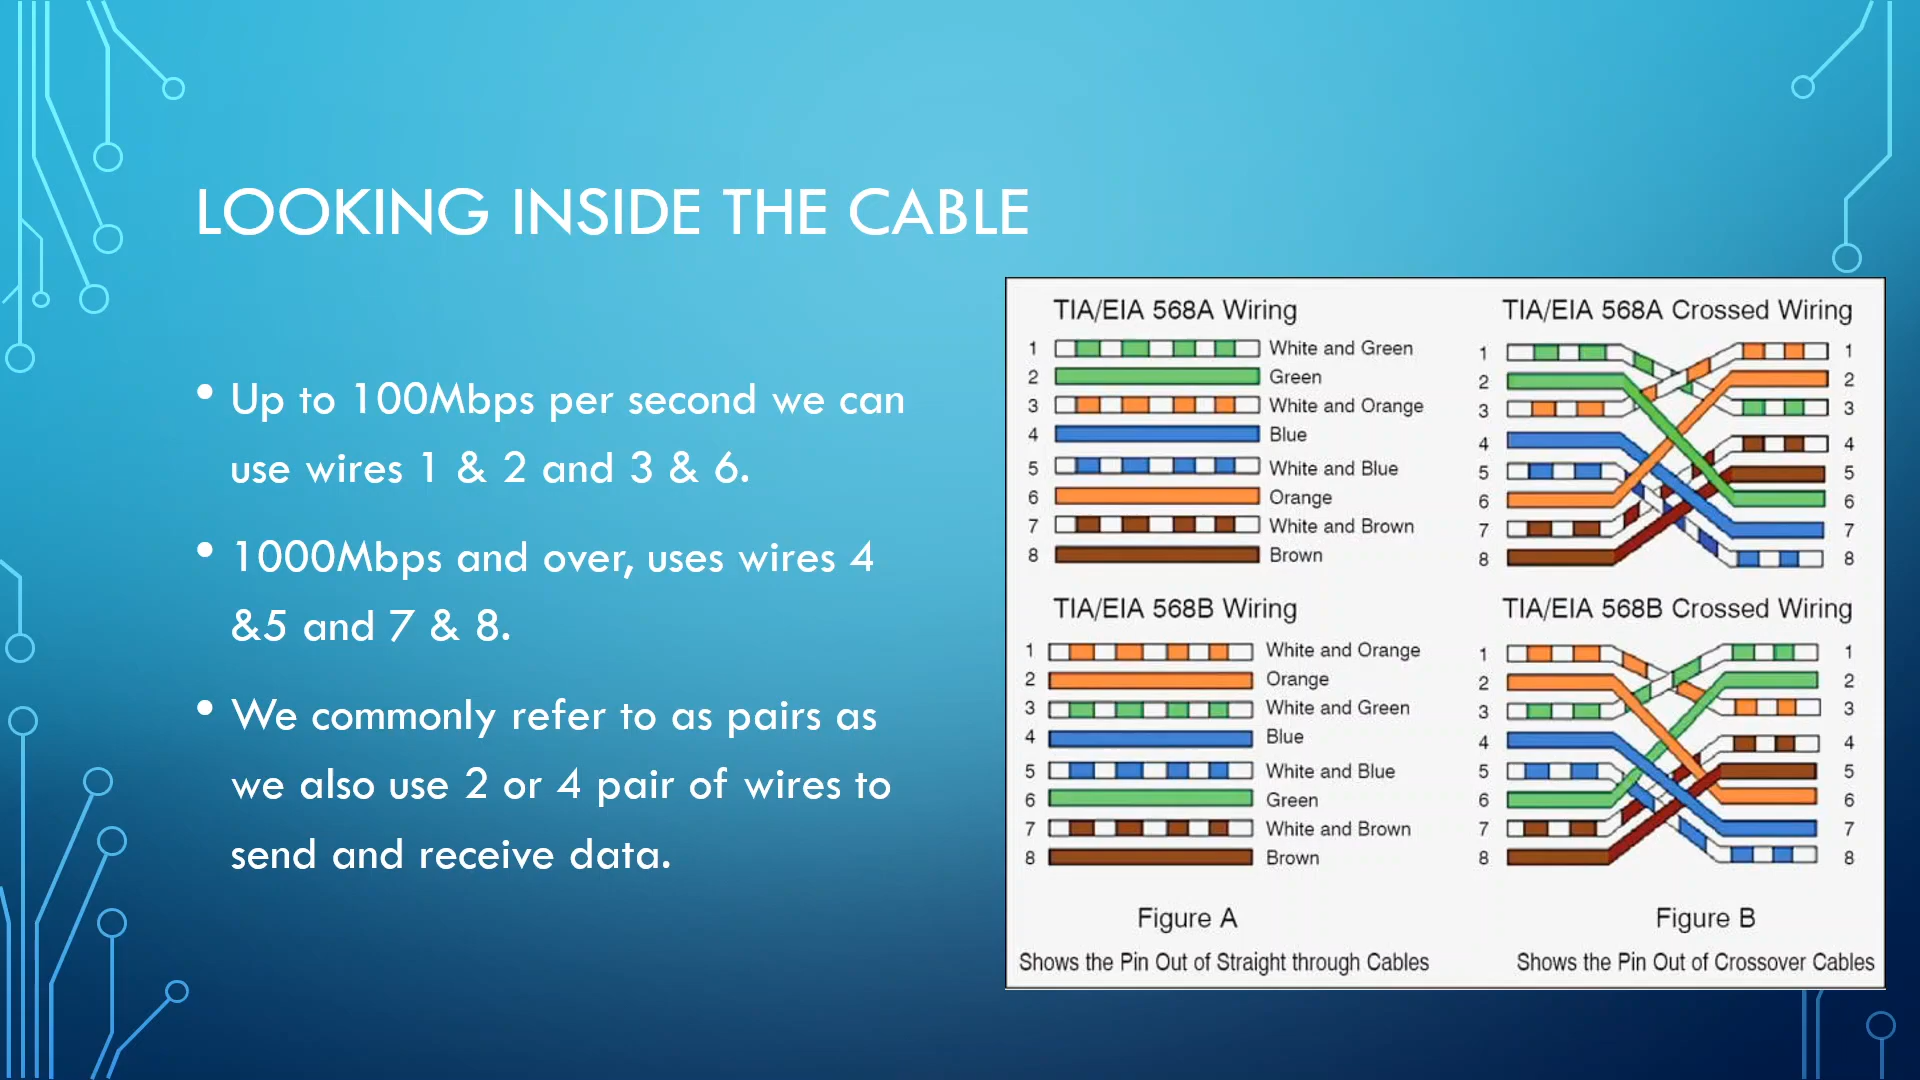 LOOKING INSIDE THE CABLE
• Up to 100Mbps per second we can
use wires 1 & 2 and 3 & 6.
• 1000Mbps and over, uses wires 4
&5 and 7 & 8.
• We commonly refer to as pairs as
we also use 2 or 4 pair of wires to
send and receive data.
TIA/EIA 568A Wiring
1 White and Green
2 Green
3 White and Orange
4 Blue
5 White and Blue
6 Orange
7 White and Brown
8 Brown
TIA/EIA 568A Crossed Wiring
1 1
2 2
3 3
4 4
5 5
6 6
7 7
8 8
TIA/EIA 568B Wiring
1 White and Orange
2 Orange
3 White and Green
4 Blue
5 White and Blue
6 Green
7 White and Brown
8 Brown
TIA/EIA 568B Crossed Wiring
1 1
2 2
3 3
4 4
5 5
6 6
7 7
8 8
Figure A
Shows the Pin Out of Straight through Cables
Figure B
Shows the Pin Out of Crossover Cables